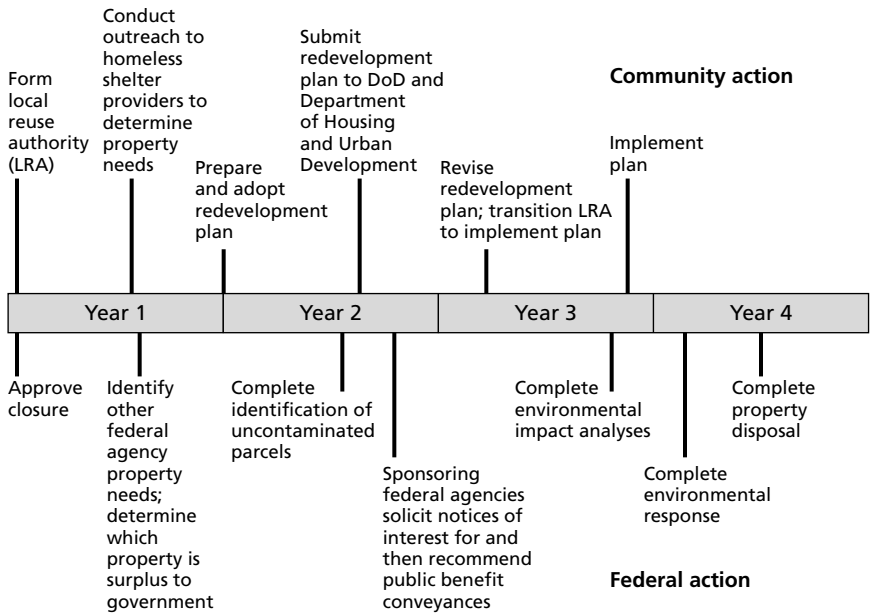 Form
local
reuse
authority
(LRA)
Conduct
outreach to
homeless
shelter
providers to
determine
property
needs
Prepare
and adopt
redevelopment
plan
Submit
redevelopment
plan to DoD and
Department
of Housing
and Urban
Development
Revise
redevelopment
plan; transition LRA
to implement plan
Community action
Implement
plan
Year 1
Year 2
Year 3
Year 4
Approve
closure
Identify
other
federal
agency
property
needs;
determine
which
property is
surplus to
government
Complete
identification of
uncontaminated
parcels
Sponsoring
federal agencies
solicit notices of
interest for and
then recommend
public benefit
conveyances
Complete
environmental
impact analyses
Complete
environmental
response
Complete
property
disposal
Federal action